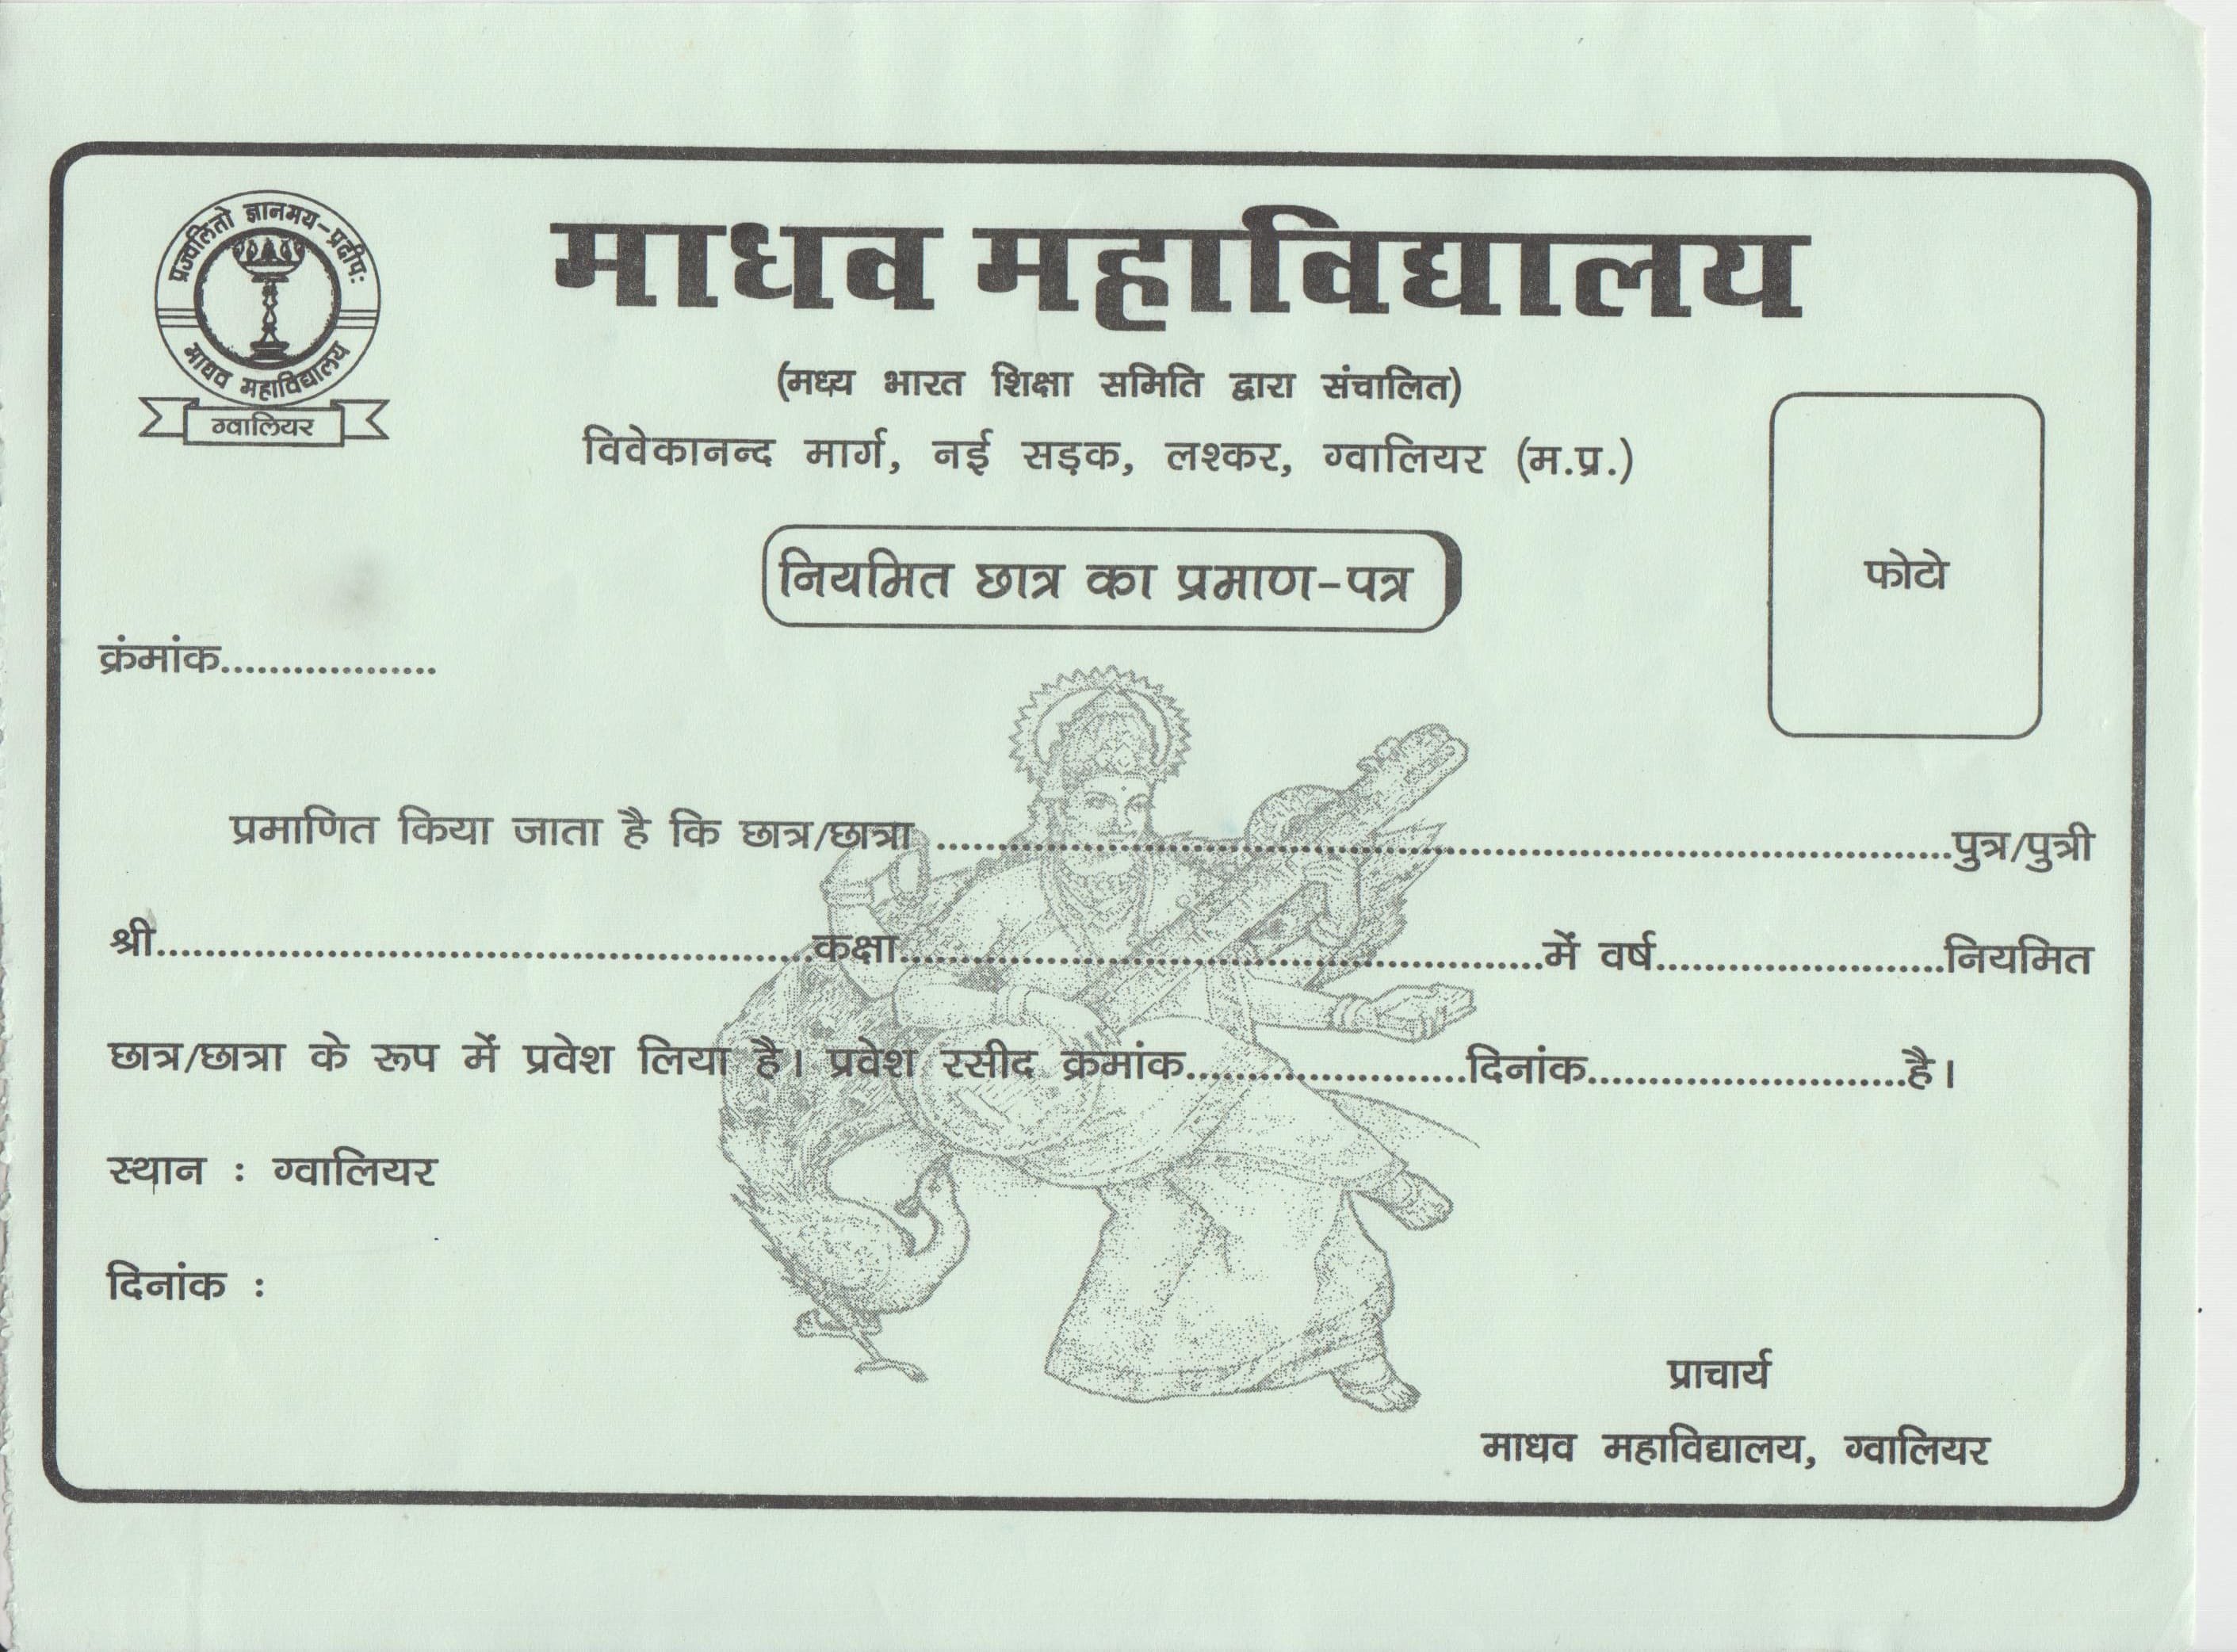 प्रज्वलितो ज्ञानमय-प्रदीपः
माधव महाविद्यालय
ग्वालियर
माधव महाविद्यालय
(मध्य भारत शिक्षा समिति द्वारा संचालित)
विवेकानन्द मार्ग, नई सड़क, लश्कर, ग्वालियर (म.प्र.)
नियमित छात्र का प्रमाण-पत्र
फोटो
क्रंमांक..................
प्रमाणित किया जाता है कि छात्र/छात्रा ....................................................................................पुत्र/पुत्री
श्री......................................................कक्षा.....................................................में वर्ष........................नियमित
छात्र/छात्रा के रूप में प्रवेश लिया है। प्रवेश रसीद क्रमांक.......................दिनांक..........................है।
स्थान : ग्वालियर
दिनांक :
प्राचार्य
माधव महाविद्यालय, ग्वालियर